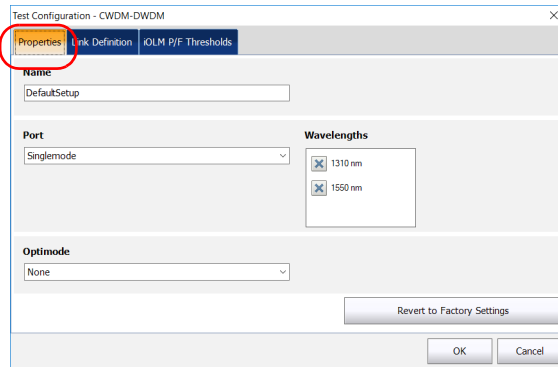 Test Configuration - CWDM-DWDM
Properties Link Definition iOLM P/F Thresholds
Name
DefaultSetup
Port Wavelengths
Singlemode
1310 nm
1550 nm
Optimode
None
Revert to Factory Settings
OK Cancel